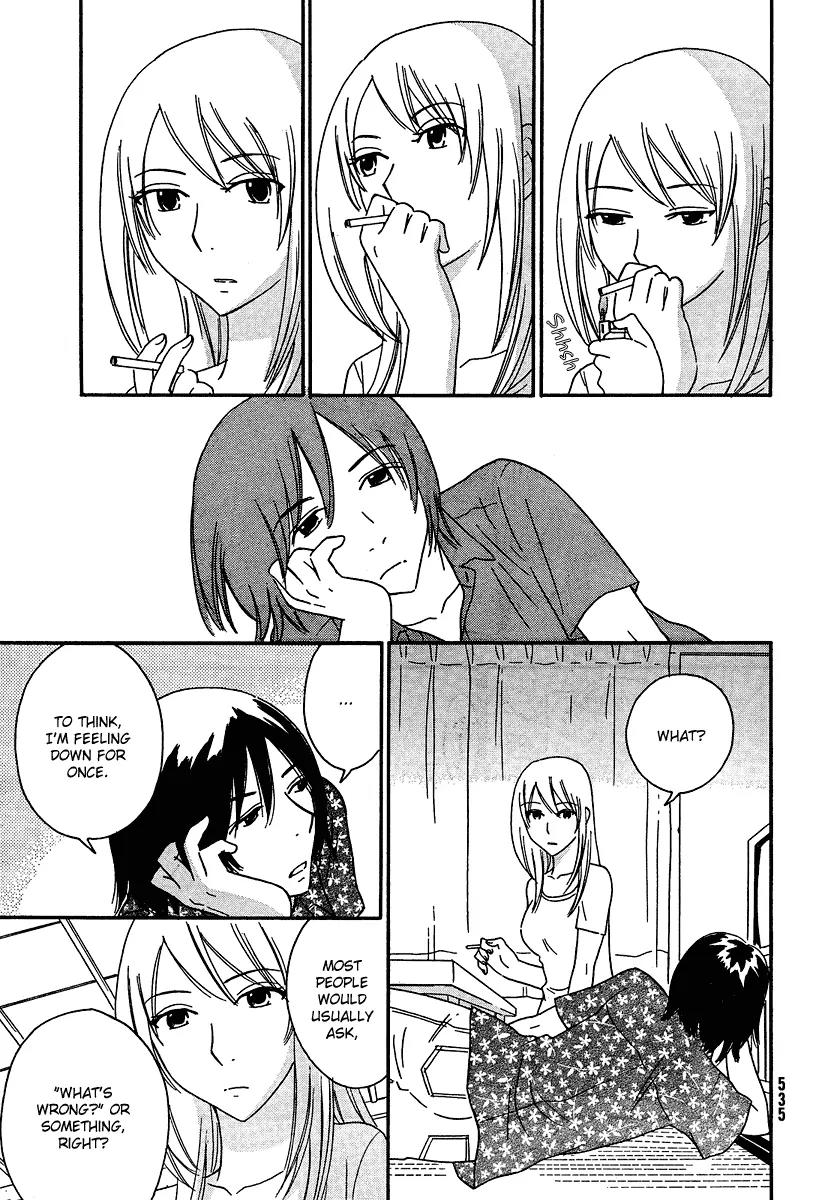 Shhsh
WHAT?
...
TO THINK,
I'M FEELING
DOWN FOR
ONCE.
MOST
PEOPLE
WOULD
USUALLY
ASK,
"WHAT'S
WRONG?" OR
SOMETHING,
RIGHT?
535